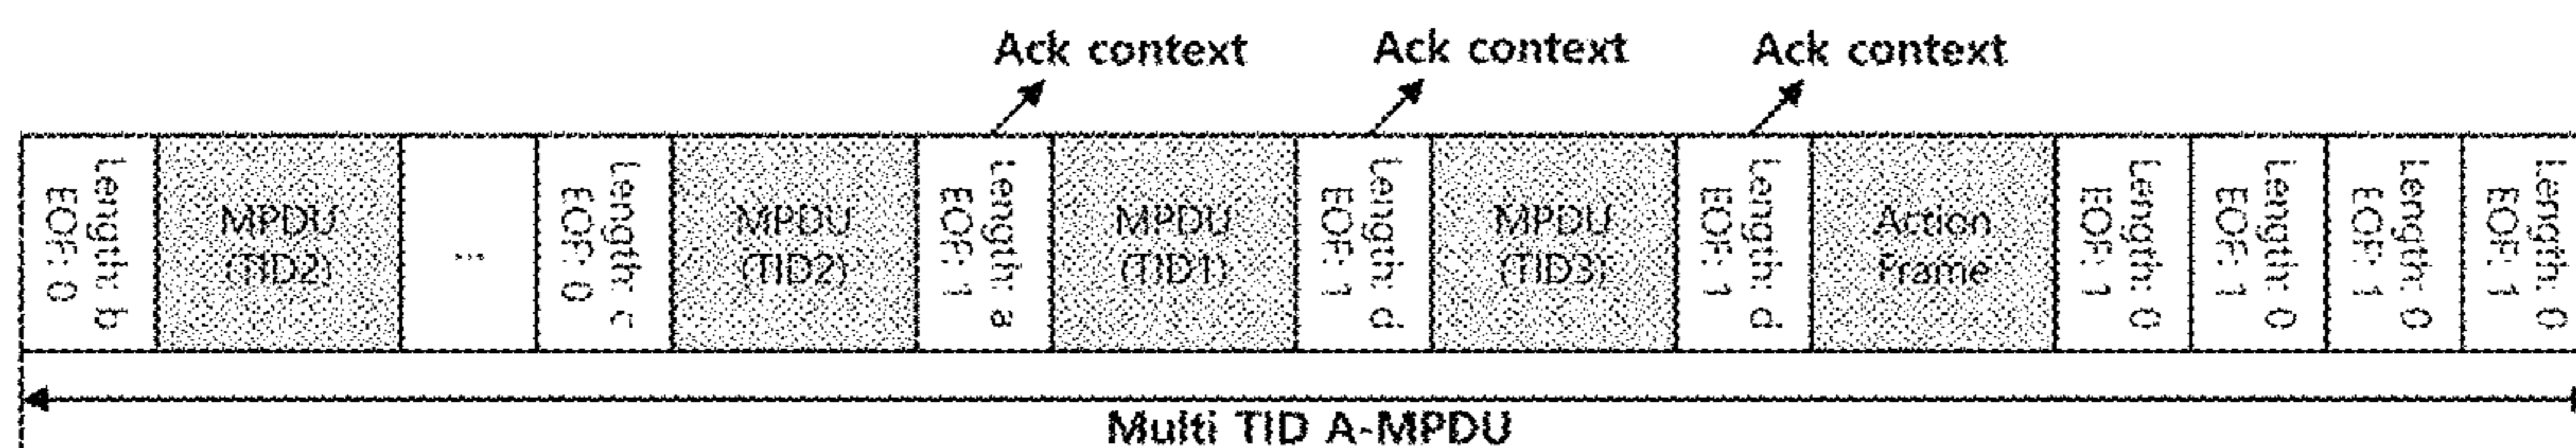 Ack context
Ack context
Ack context
Length: b
EOF: 0
MPDU
(TID2)
...
Length: c
EOF: 0
MPDU
(TID2)
Length: a
EOF: 1
MPDU
(TID1)
Length: d
EOF: 1
MPDU
(TID3)
Length: d
EOF: 1
Action
Frame
Length: 0
EOF: 1
Length: 0
EOF: 1
Length: 0
EOF: 1
Length: 0
EOF: 1
Multi TID A-MPDU